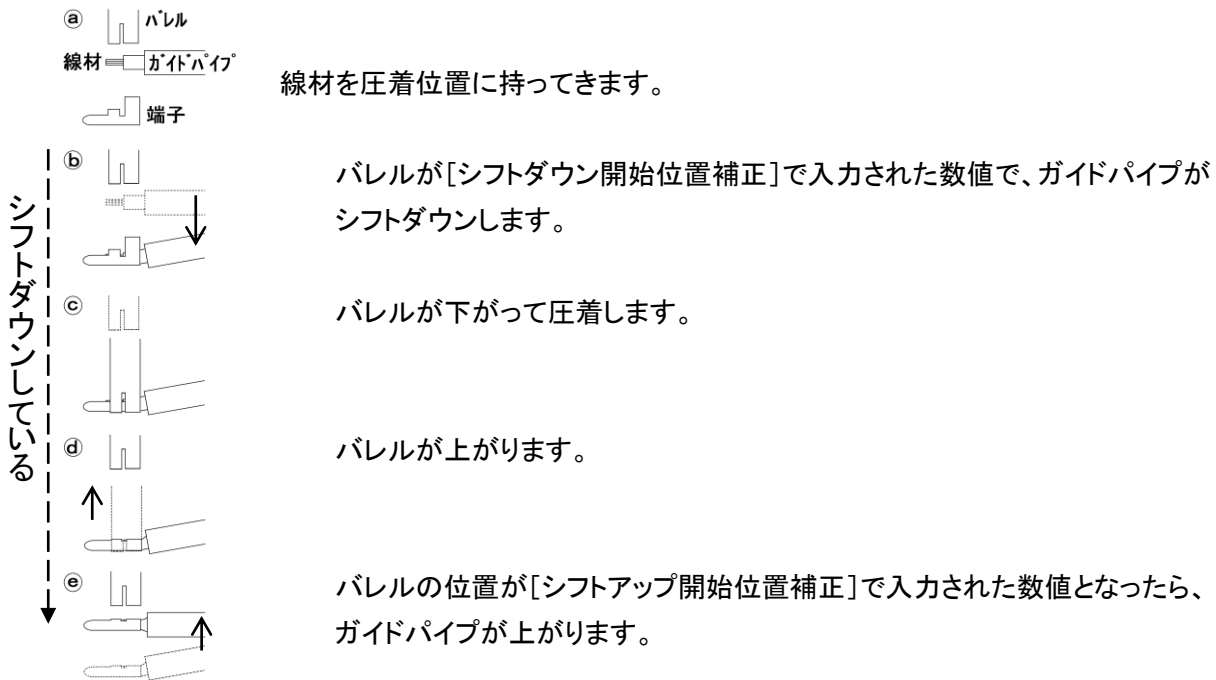 ⓐ バレル
線材 ガイドパイプ
端子
線材を圧着位置に持ってきます。
シフトダウンしている
ⓑ
バレルが[シフトダウン開始位置補正]で入力された数値で、ガイドパイプが
シフトダウンします。
ⓒ
バレルが下がって圧着します。
ⓓ
バレルが上がります。
ⓔ
バレルの位置が[シフトアップ開始位置補正]で入力された数値となったら、
ガイドパイプが上がります。